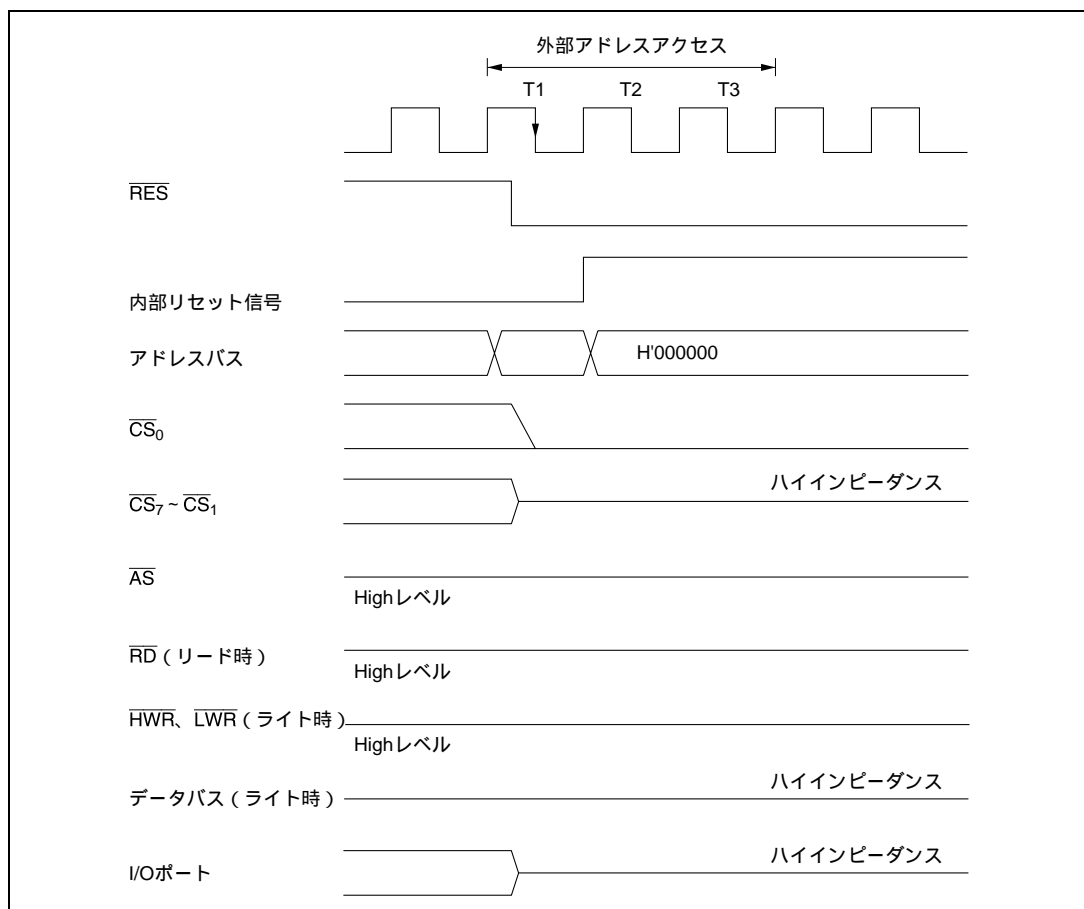 外部アドレスアクセス
T1 T2 T3
RES
内部リセット信号
アドレスバス H'000000
CS0
CS7 ~ CS1 ハイインピーダンス
AS
Highレベル
RD（リード時）
Highレベル
HWR、LWR（ライト時）
Highレベル
データバス（ライト時） ハイインピーダンス
I/Oポート ハイインピーダンス